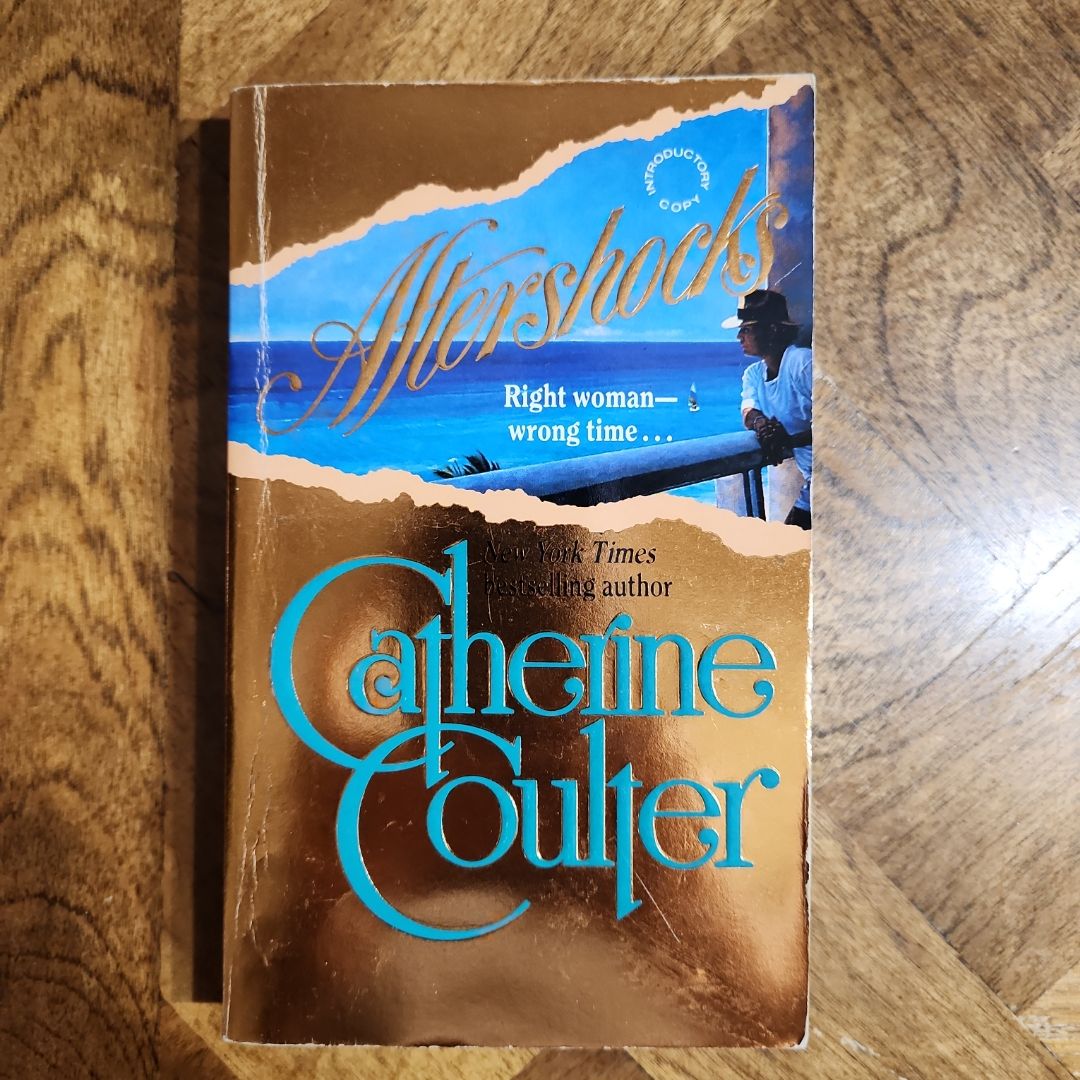 INTRODUCTORY
COPY
Aftershocks
Right woman—
wrong time...
New York Times
bestselling author
Catherine
Coulter